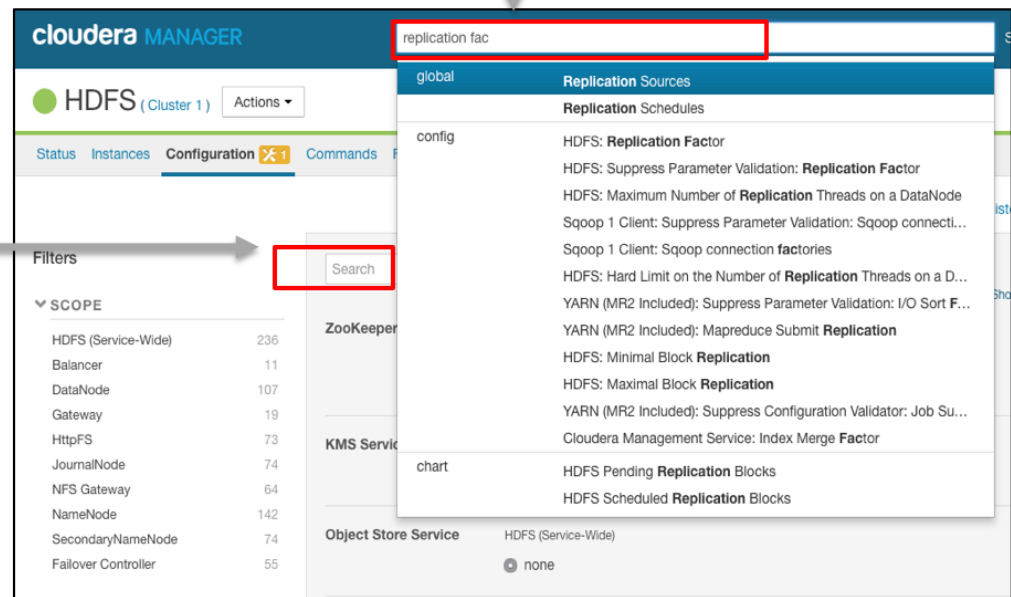 cloudera MANAGER
replication fac
S
HDFS ( Cluster 1 ) Actions
Status Instances Configuration 1 Commands F
global Replication Sources
Replication Schedules
config HDFS: Replication Factor
HDFS: Suppress Parameter Validation: Replication Factor
HDFS: Maximum Number of Replication Threads on a DataNode
Sqoop 1 Client: Suppress Parameter Validation: Sqoop connecti...
Sqoop 1 Client: Sqoop connection factories
HDFS: Hard Limit on the Number of Replication Threads on a D...
YARN (MR2 Included): Suppress Parameter Validation: I/O Sort F...
YARN (MR2 Included): Mapreduce Submit Replication
HDFS: Minimal Block Replication
HDFS: Maximal Block Replication
YARN (MR2 Included): Suppress Configuration Validator: Job Su...
Cloudera Management Service: Index Merge Factor
chart HDFS Pending Replication Blocks
HDFS Scheduled Replication Blocks
Filters
SCOPE
HDFS (Service-Wide) 236
Balancer 11
DataNode 107
Gateway 19
HttpFS 73
JournalNode 74
NFS Gateway 64
NameNode 142
SecondaryNameNode 74
Failover Controller 55
Search
ZooKeeper
KMS Servic
Object Store Service HDFS (Service-Wide)
none